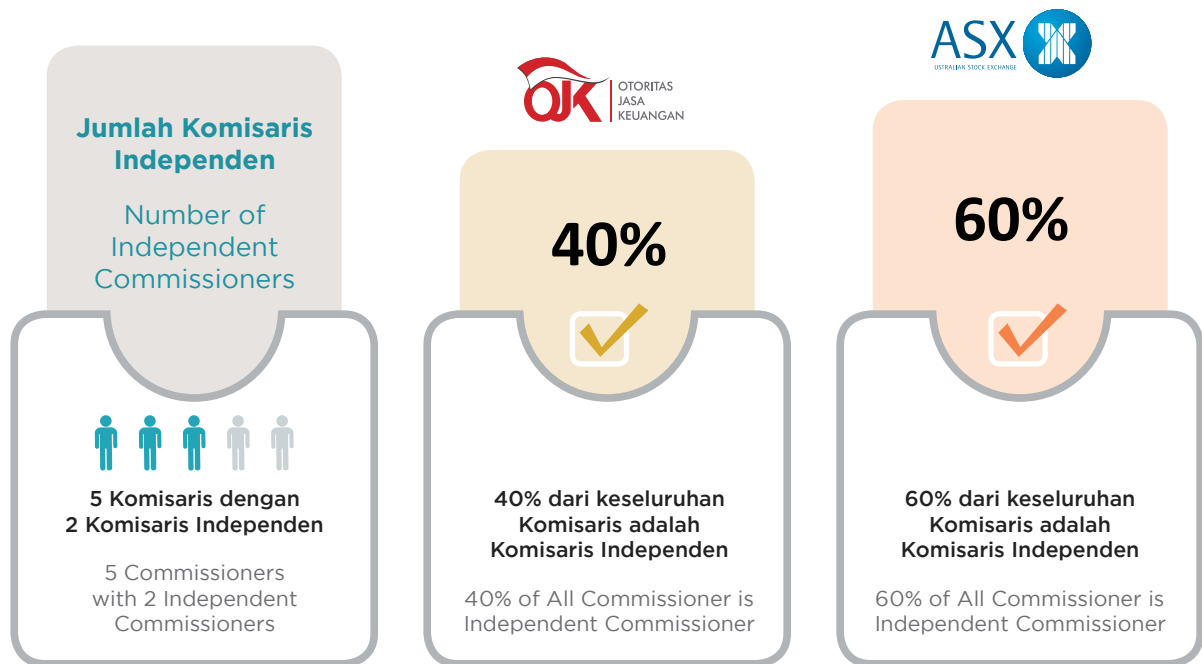 Jumlah Komisaris
Independen
Number of
Independent
Commissioners
5 Komisaris dengan
2 Komisaris Independen
5 Commissioners
with 2 Independent
Commissioners
OJK
OTORITAS
JASA
KEUANGAN
40%
40% dari keseluruhan
Komisaris adalah
Komisaris Independen
40% of All Commissioner is
Independent Commissioner
ASX
USTRALIAN STOCK EXCHANGE
60%
60% dari keseluruhan
Komisaris adalah
Komisaris Independen
60% of All Commissioner is
Independent Commissioner